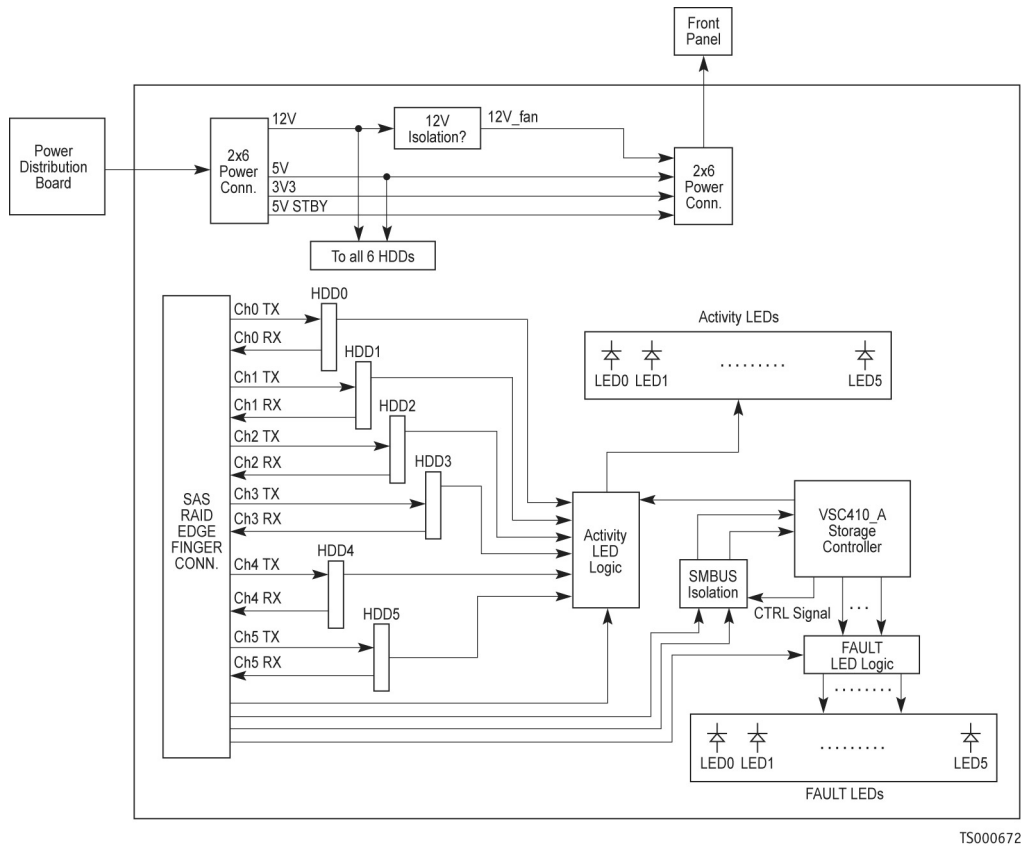 Front
Panel
Power
Distribution
Board
2x6
Power
Conn.
12V
12V
Isolation?
12V_fan
5V
3V3
5V STBY
2x6
Power
Conn.
To all 6 HDDs
SAS
RAID
EDGE
FINGER
CONN.
Ch0 TX
HDD0
Ch0 RX
Ch1 TX
HDD1
Ch1 RX
Ch2 TX
HDD2
Ch2 RX
Ch3 TX
HDD3
Ch3 RX
Ch4 TX
HDD4
Ch4 RX
Ch5 TX
HDD5
Ch5 RX
Activity LEDs
LED0 LED1 ......... LED5
Activity
LED
Logic
VSC410_A
Storage
Controller
SMBUS
Isolation
CTRL Signal
...
FAULT
LED Logic
........
LED0 LED1 ......... LED5
FAULT LEDs
TS000672